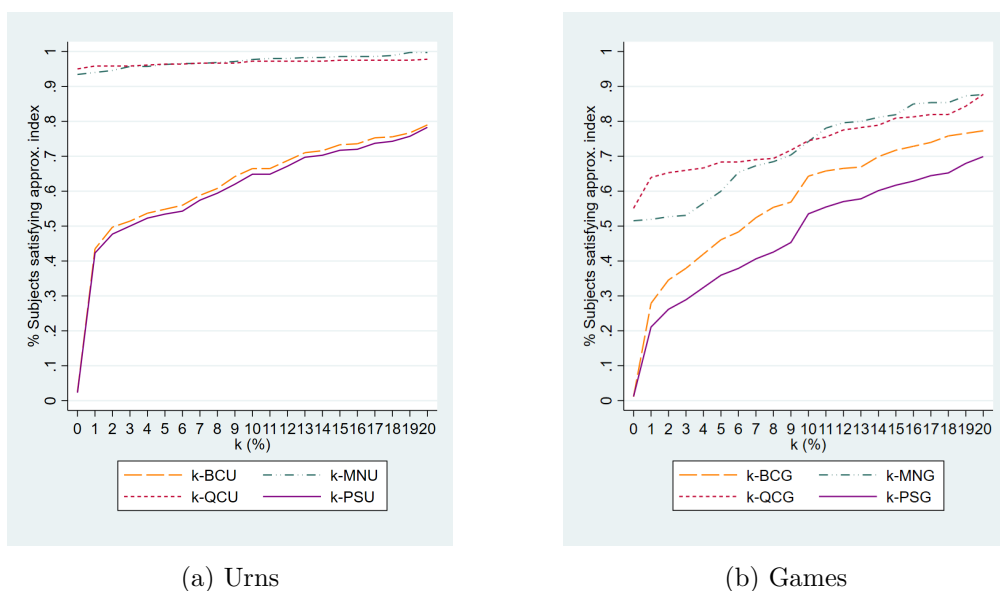 % Subjects satisfying approx. index
1
.9
.8
.7
.6
.5
.4
.3
.2
.1
0
0 1 2 3 4 5 6 7 8 9 10 11 12 13 14 15 16 17 18 19 20
k (%)
k-BCU k-MNU
k-QCU k-PSU
(a) Urns
% Subjects satisfying approx. index
1
.9
.8
.7
.6
.5
.4
.3
.2
.1
0
0 1 2 3 4 5 6 7 8 9 10 11 12 13 14 15 16 17 18 19 20
k (%)
k-BCG k-MNG
k-QCG k-PSG
(b) Games